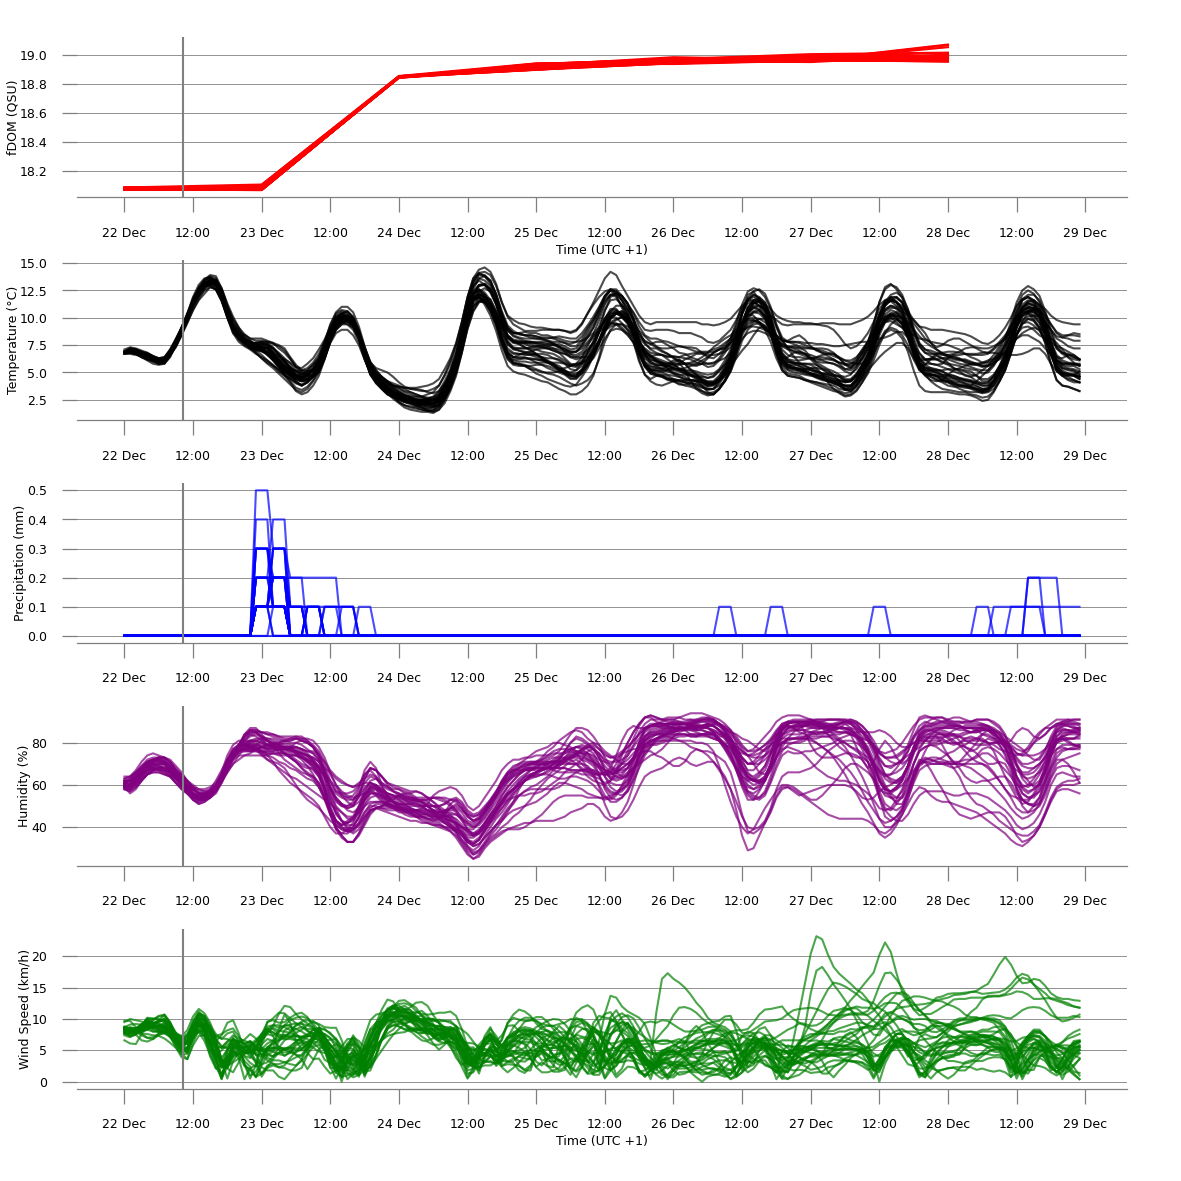 fDOM (QSU)
19.0
18.8
18.6
18.4
18.2
22 Dec 12:00 23 Dec 12:00 24 Dec 12:00 25 Dec 12:00 26 Dec 12:00 27 Dec 12:00 28 Dec 12:00 29 Dec
Time (UTC +1)
Temperature (°C)
15.0
12.5
10.0
7.5
5.0
2.5
22 Dec 12:00 23 Dec 12:00 24 Dec 12:00 25 Dec 12:00 26 Dec 12:00 27 Dec 12:00 28 Dec 12:00 29 Dec
Precipitation (mm)
0.5
0.4
0.3
0.2
0.1
0.0
22 Dec 12:00 23 Dec 12:00 24 Dec 12:00 25 Dec 12:00 26 Dec 12:00 27 Dec 12:00 28 Dec 12:00 29 Dec
Humidity (%)
80
60
40
22 Dec 12:00 23 Dec 12:00 24 Dec 12:00 25 Dec 12:00 26 Dec 12:00 27 Dec 12:00 28 Dec 12:00 29 Dec
Wind Speed (km/h)
20
15
10
5
0
22 Dec 12:00 23 Dec 12:00 24 Dec 12:00 25 Dec 12:00 26 Dec 12:00 27 Dec 12:00 28 Dec 12:00 29 Dec
Time (UTC +1)